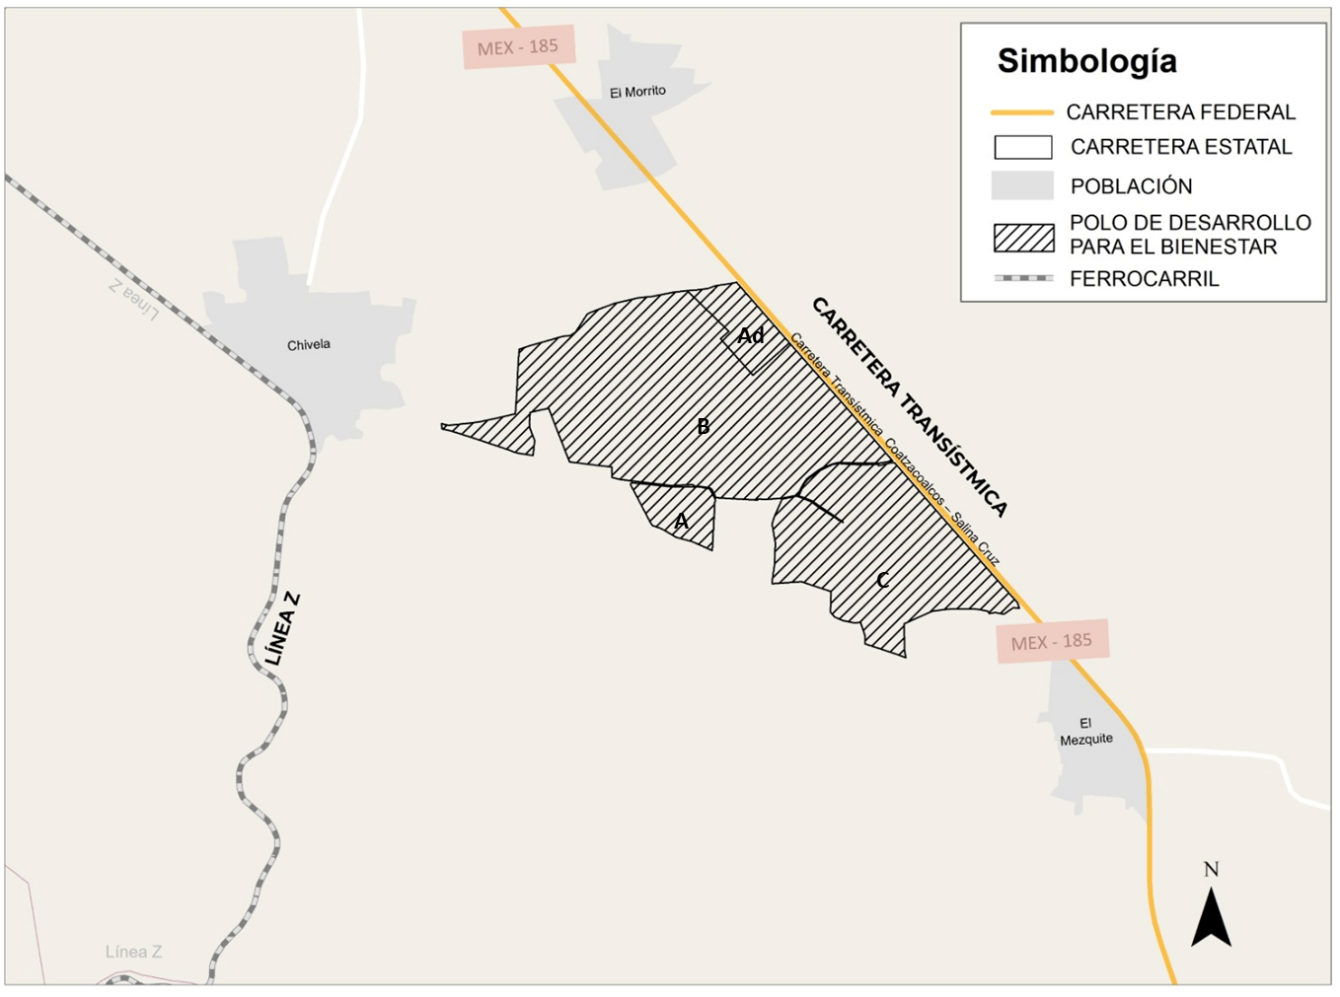 MEX - 185
El Morrito
Simbología
CARRETERA FEDERAL
CARRETERA ESTATAL
POBLACIÓN
POLO DE DESARROLLO
PARA EL BIENESTAR
FERROCARRIL
Línea Z
Chivela
Ad
B
A
C
CARRETERA TRANSÍSTMICA
Carretera Transístmica Coatzacoalcos – Salina Cruz
LÍNEA Z
MEX - 185
El
Mezquite
N
Línea Z